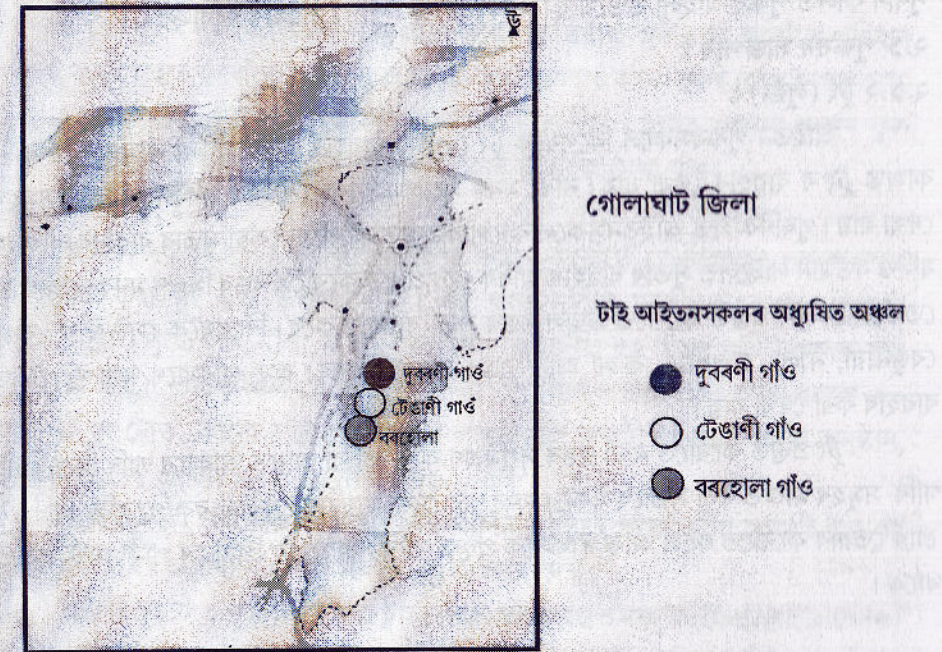 উ
দুবৰণী গাওঁ
টেঙাণী গাওঁ
বৰহোলা
গোলাঘাট জিলা
টাই আইতনসকলৰ অধ্যুষিত অঞ্চল
দুবৰণী গাঁও
টেঙাণী গাঁও
বৰহোলা গাঁও